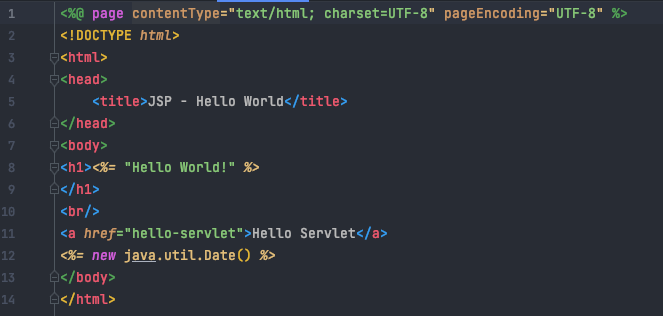 1 <%@ page contentType="text/html; charset=UTF-8" pageEncoding="UTF-8" %>
2 <!DOCTYPE html>
3 <html>
4 <head>
5     <title>JSP - Hello World</title>
6 </head>
7 <body>
8 <h1><%= "Hello World!" %>
9 </h1>
10 <br/>
11 <a href="hello-servlet">Hello Servlet</a>
12 <%= new java.util.Date() %>
13 </body>
14 </html>